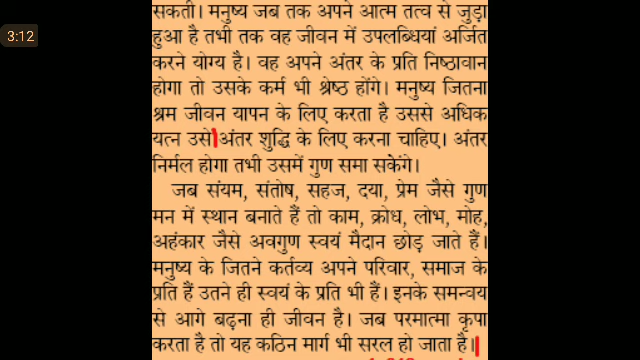 3:12
सकती। मनुष्य जब तक अपने आत्म तत्व से जुड़ा
हुआ है तभी तक वह जीवन में उपलब्धियां अर्जित
करने योग्य है। वह अपने अंतर के प्रति निष्ठावान
होगा तो उसके कर्म भी श्रेष्ठ होंगे। मनुष्य जितना
श्रम जीवन यापन के लिए करता है उससे अधिक
यत्न उसे अंतर शुद्धि के लिए करना चाहिए। अंतर
निर्मल होगा तभी उसमें गुण समा सकेंगे।
जब संयम, संतोष, सहज, दया, प्रेम जैसे गुण
मन में स्थान बनाते हैं तो काम, क्रोध, लोभ, मोह,
अहंकार जैसे अवगुण स्वयं मैदान छोड़ जाते हैं।
मनुष्य के जितने कर्तव्य अपने परिवार, समाज के
प्रति हैं उतने ही स्वयं के प्रति भी हैं। इनके समन्वय
से आगे बढ़ना ही जीवन है। जब परमात्मा कृपा
करता है तो यह कठिन मार्ग भी सरल हो जाता है।